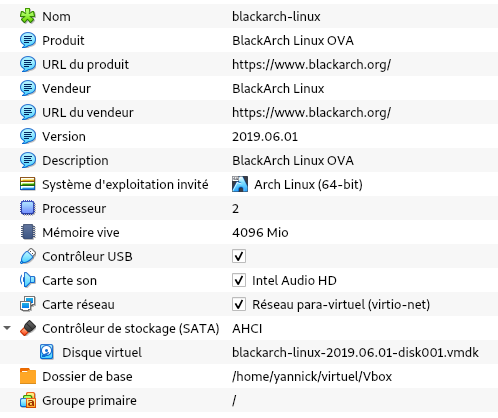 Nom blackarch-linux
Produit BlackArch Linux OVA
URL du produit https://www.blackarch.org/
Vendeur BlackArch Linux
URL du vendeur https://www.blackarch.org/
Version 2019.06.01
Description BlackArch Linux OVA
Système d'exploitation invité Arch Linux (64-bit)
Processeur 2
Mémoire vive 4096 Mio
Contrôleur USB
Carte son Intel Audio HD
Carte réseau Réseau para-virtuel (virtio-net)
Contrôleur de stockage (SATA) AHCI
Disque virtuel blackarch-linux-2019.06.01-disk001.vmdk
Dossier de base /home/yannick/virtuel/Vbox
Groupe primaire /